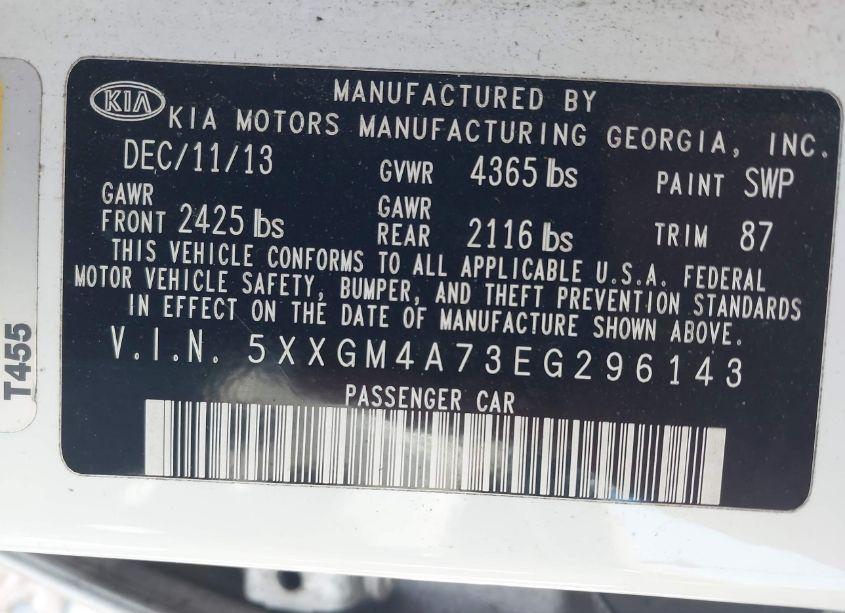 KIA
MANUFACTURED BY
KIA MOTORS MANUFACTURING GEORGIA, INC.
DEC/11/13 GVWR 4365 lbs PAINT SWP
GAWR FRONT 2425 lbs GAWR REAR 2116 lbs TRIM 87
THIS VEHICLE CONFORMS TO ALL APPLICABLE U.S.A. FEDERAL
MOTOR VEHICLE SAFETY, BUMPER, AND THEFT PREVENTION STANDARDS
IN EFFECT ON THE DATE OF MANUFACTURE SHOWN ABOVE.
V.I.N. 5XXGM4A73EG296143
PASSENGER CAR
T455